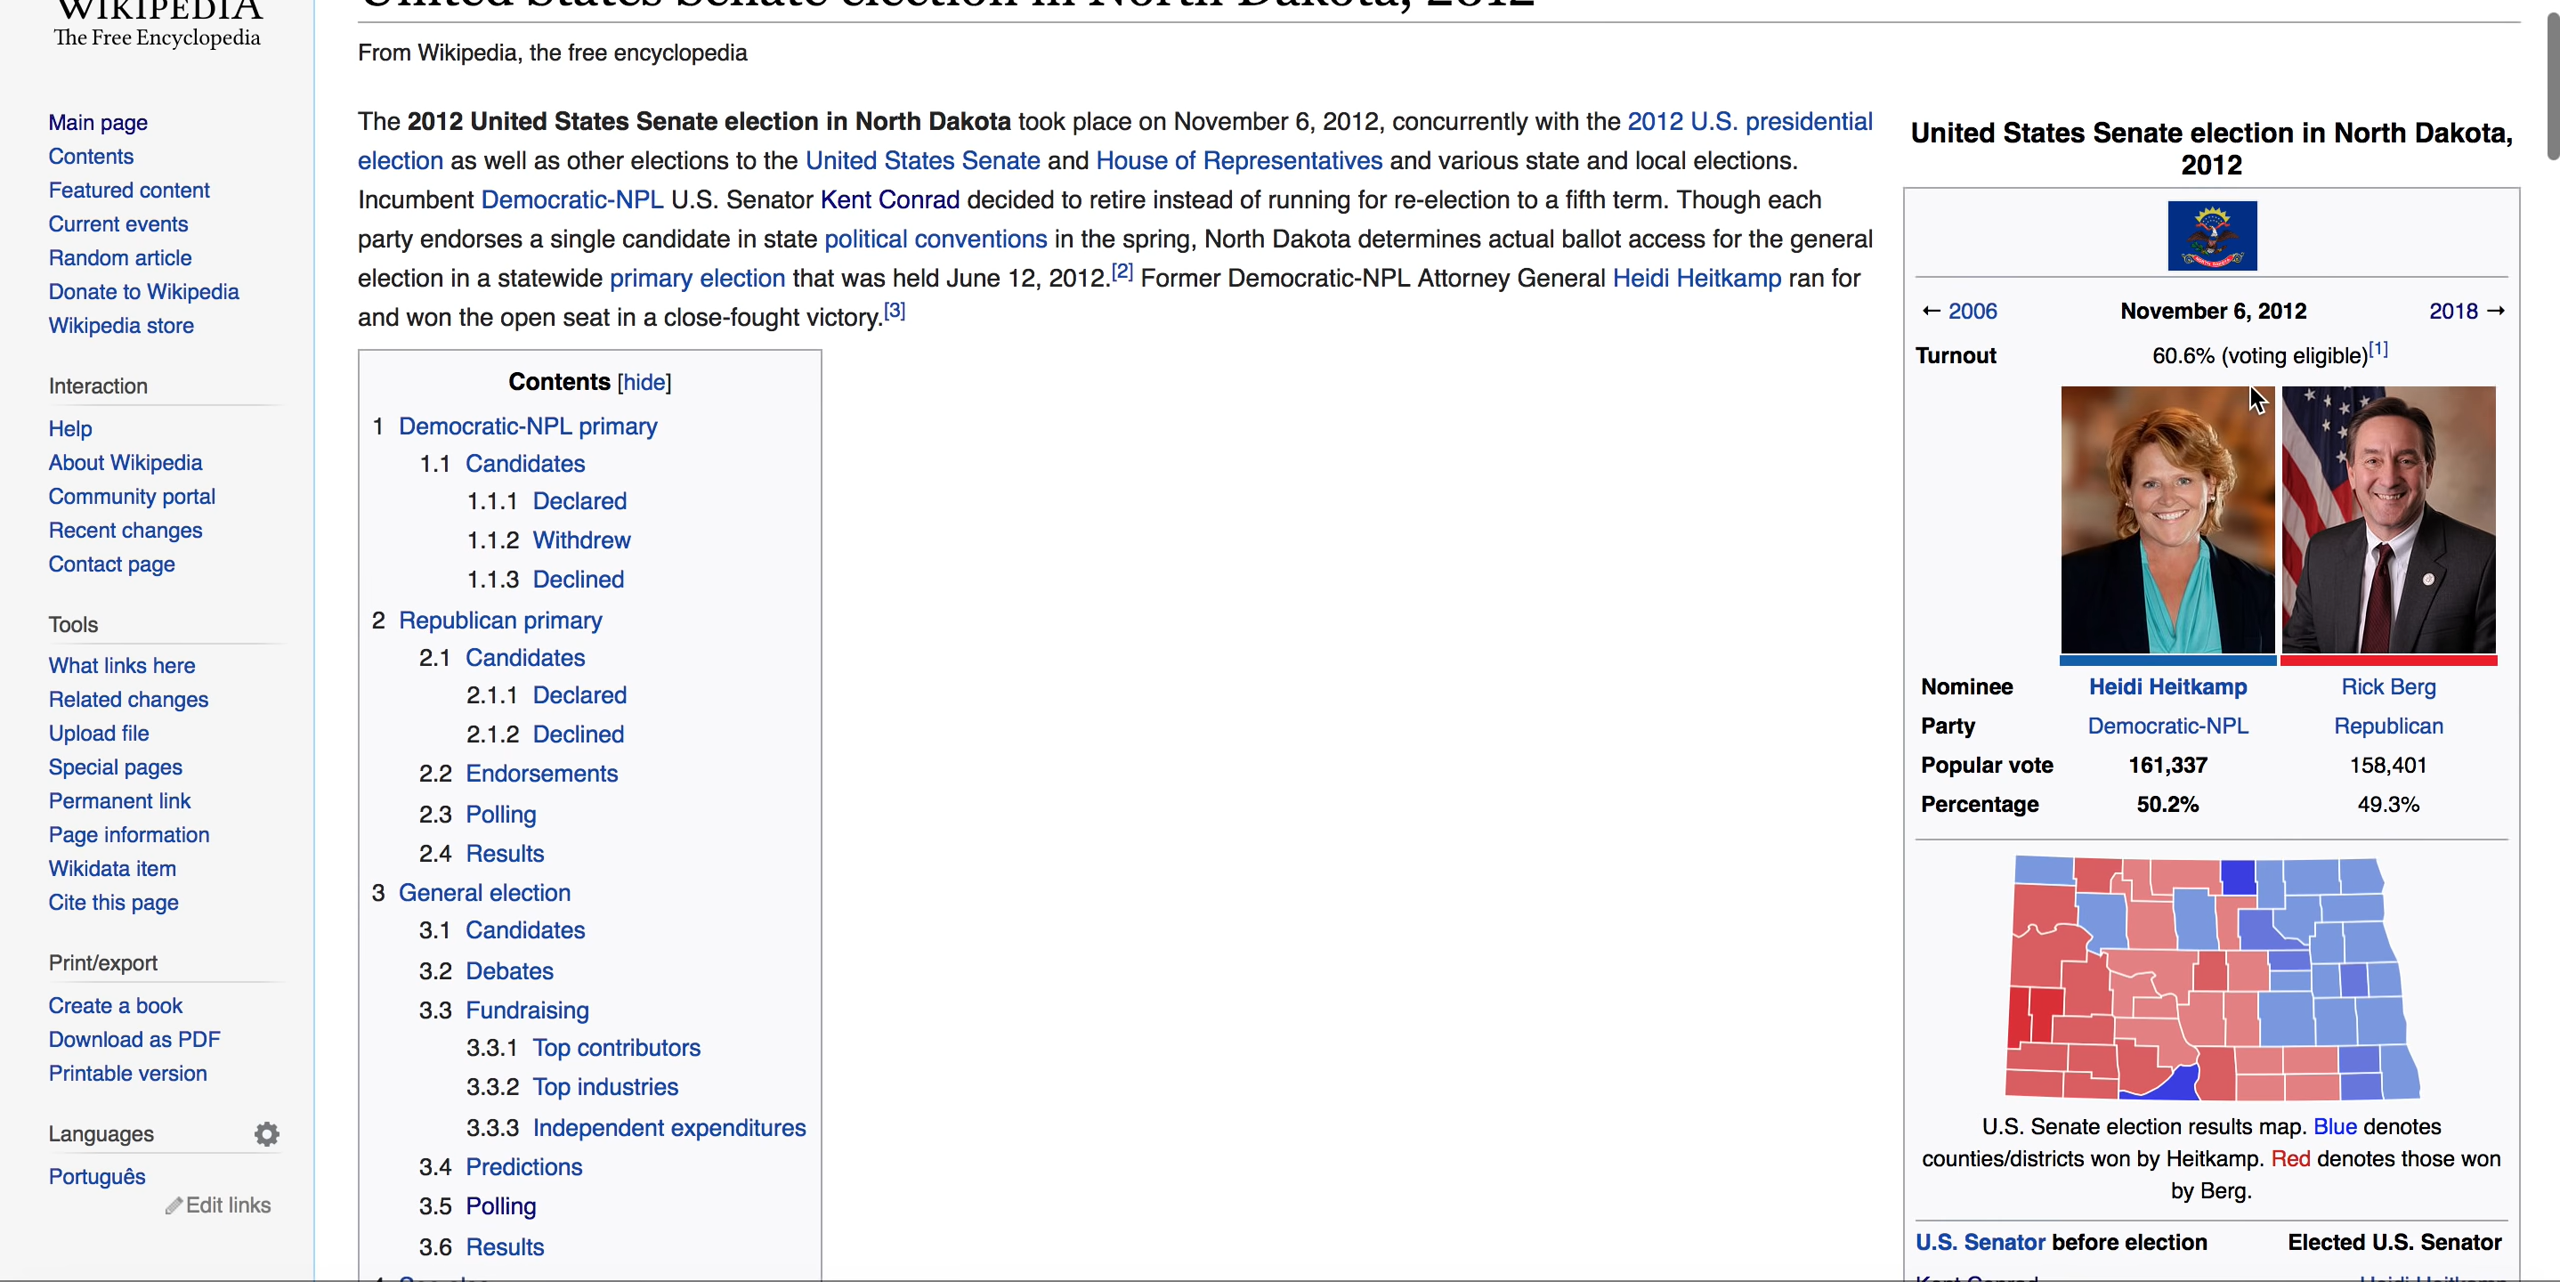 WIKIPEDIA
The Free Encyclopedia
Main page
Contents
Featured content
Current events
Random article
Donate to Wikipedia
Wikipedia store
Interaction
Help
About Wikipedia
Community portal
Recent changes
Contact page
Tools
What links here
Related changes
Upload file
Special pages
Permanent link
Page information
Wikidata item
Cite this page
Print/export
Create a book
Download as PDF
Printable version
Languages
Português
Edit links
United States Senate election in North Dakota, 2012
From Wikipedia, the free encyclopedia
The 2012 United States Senate election in North Dakota took place on November 6, 2012, concurrently with the 2012 U.S. presidential
election as well as other elections to the United States Senate and House of Representatives and various state and local elections.
Incumbent Democratic-NPL U.S. Senator Kent Conrad decided to retire instead of running for re-election to a fifth term. Though each
party endorses a single candidate in state political conventions in the spring, North Dakota determines actual ballot access for the general
election in a statewide primary election that was held June 12, 2012.[2] Former Democratic-NPL Attorney General Heidi Heitkamp ran for
and won the open seat in a close-fought victory.[3]
Contents [hide]
1 Democratic-NPL primary
1.1 Candidates
1.1.1 Declared
1.1.2 Withdrew
1.1.3 Declined
2 Republican primary
2.1 Candidates
2.1.1 Declared
2.1.2 Declined
2.2 Endorsements
2.3 Polling
2.4 Results
3 General election
3.1 Candidates
3.2 Debates
3.3 Fundraising
3.3.1 Top contributors
3.3.2 Top industries
3.3.3 Independent expenditures
3.4 Predictions
3.5 Polling
3.6 Results
United States Senate election in North Dakota,
2012
← 2006 November 6, 2012 2018 →
Turnout 60.6% (voting eligible)[1]
Nominee Heidi Heitkamp Rick Berg
Party Democratic-NPL Republican
Popular vote 161,337 158,401
Percentage 50.2% 49.3%
U.S. Senate election results map. Blue denotes
counties/districts won by Heitkamp. Red denotes those won
by Berg.
U.S. Senator before election Elected U.S. Senator
Kent Conrad Heidi Heitkamp